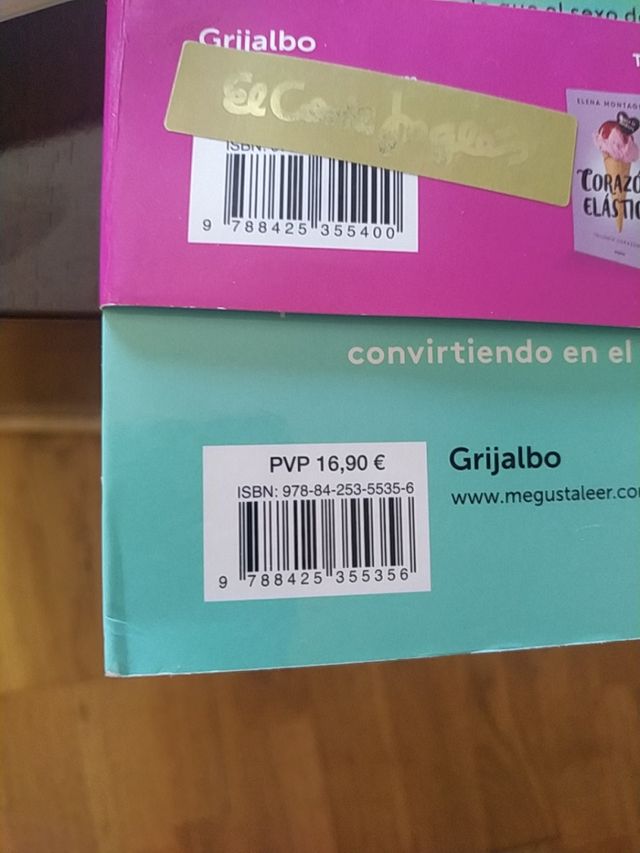 Grijalbo
El Corte Inglés
ISBN:
9 788425 355400
ELENA MONTAG
CORAZÓ
ELÁSTIC
convirtiendo en el
PVP 16,90 €
ISBN: 978-84-253-5535-6
9 788425 355356
Grijalbo
www.megustaleer.co